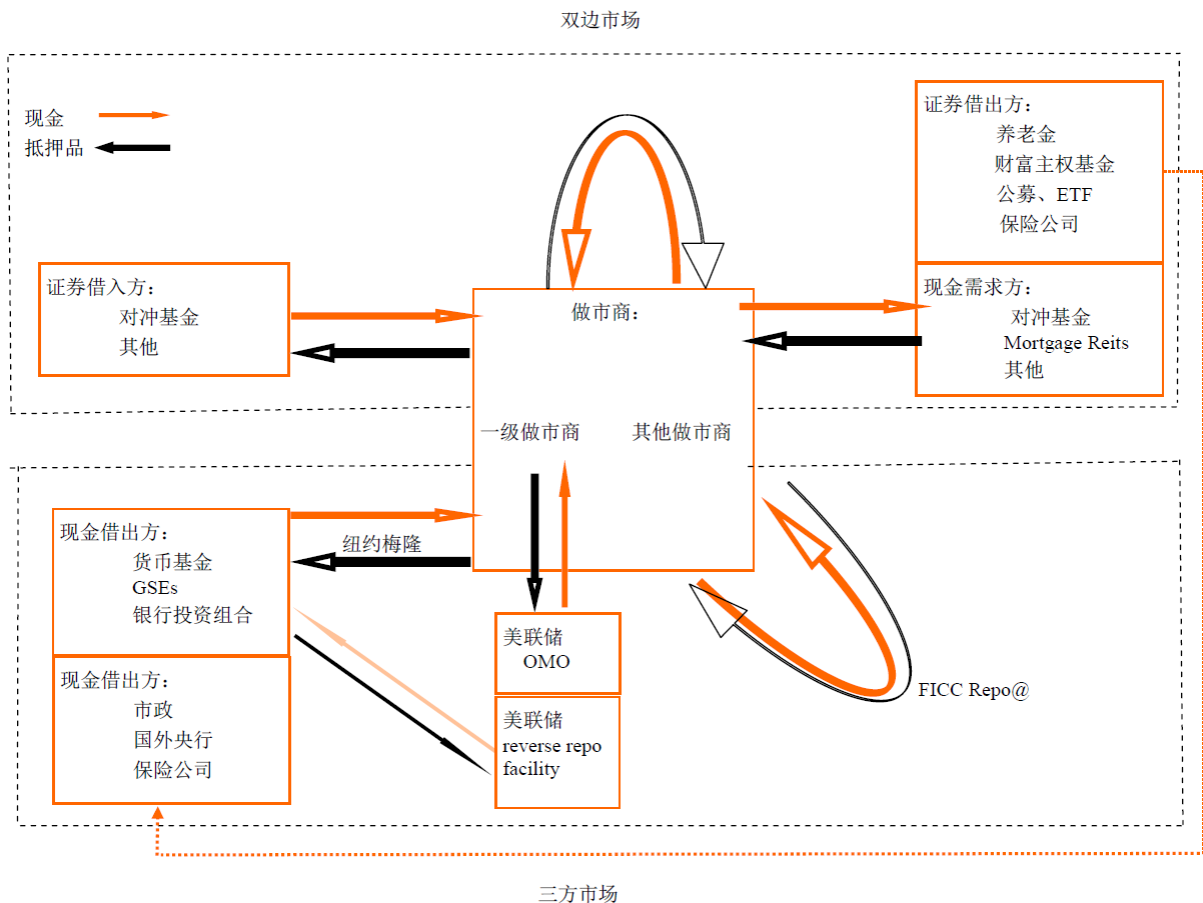 双边市场
现金
抵押品
证券借出方：
养老金
财富主权基金
公募、ETF
保险公司
证券借入方：
对冲基金
其他
做市商：
现金需求方：
对冲基金
Mortgage Reits
其他
一级做市商
其他做市商
现金借出方：
货币基金
GSEs
银行投资组合
纽约梅隆
现金借出方：
市政
国外央行
保险公司
美联储
OMO
美联储
reverse repo
facility
FICC Repo@
三方市场